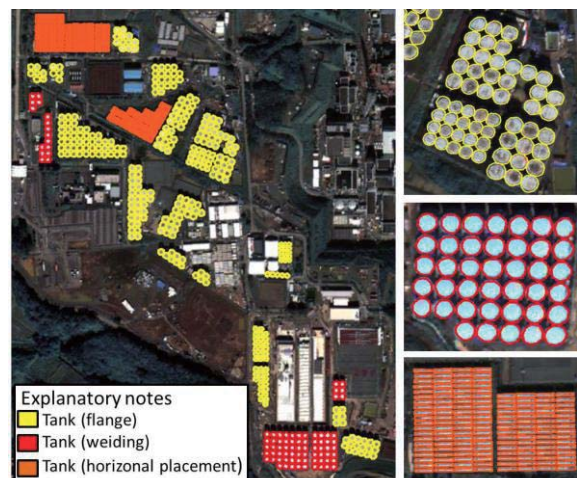 Explanatory notes
Tank (flange)
Tank (weiding)
Tank (horizonal placement)